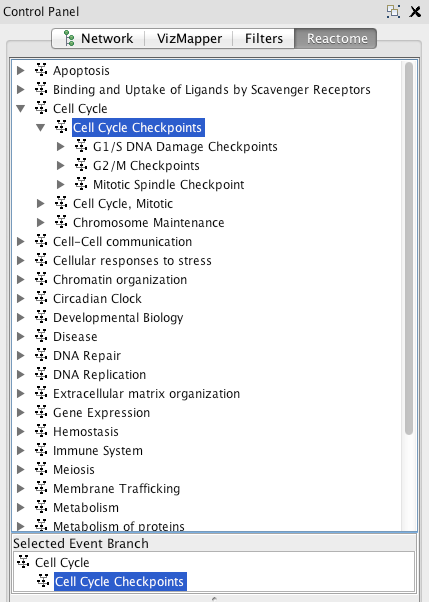 Control Panel
Network VizMapper Filters Reactome
Apoptosis
Binding and Uptake of Ligands by Scavenger Receptors
Cell Cycle
Cell Cycle Checkpoints
G1/S DNA Damage Checkpoints
G2/M Checkpoints
Mitotic Spindle Checkpoint
Cell Cycle, Mitotic
Chromosome Maintenance
Cell-Cell communication
Cellular responses to stress
Chromatin organization
Circadian Clock
Developmental Biology
Disease
DNA Repair
DNA Replication
Extracellular matrix organization
Gene Expression
Hemostasis
Immune System
Meiosis
Membrane Trafficking
Metabolism
Metabolism of proteins
Selected Event Branch
Cell Cycle
Cell Cycle Checkpoints